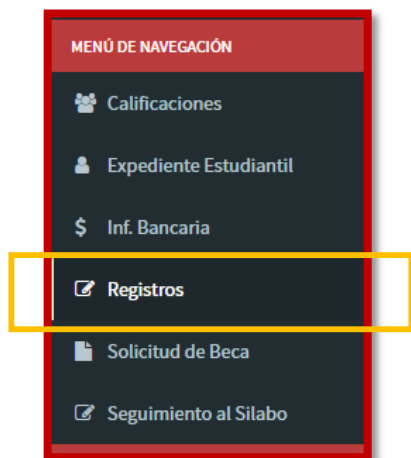 MENÚ DE NAVEGACIÓN
Calificaciones
Expediente Estudiantil
$ Inf. Bancaria
Registros
Solicitud de Beca
Seguimiento al Silabo